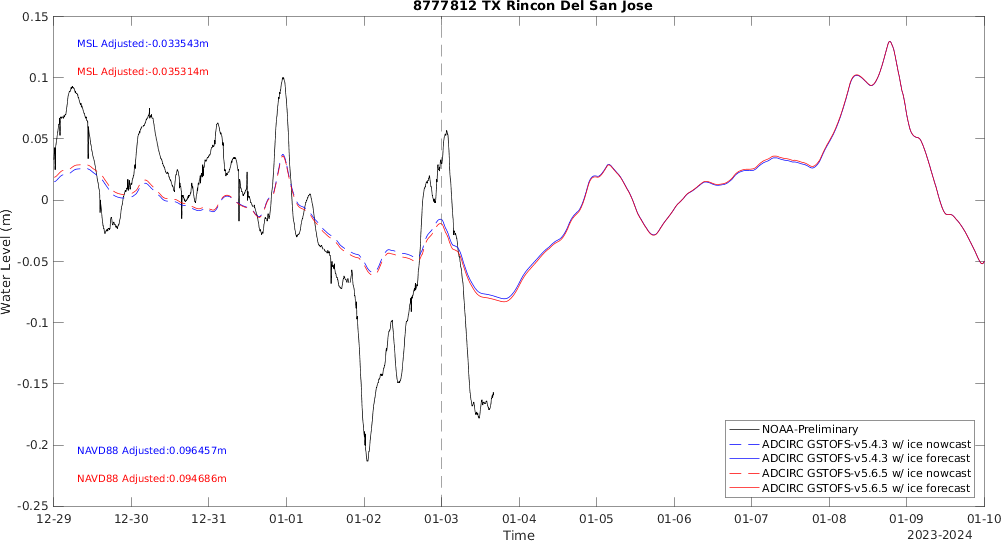 8777812 TX Rincon Del San Jose
MSL Adjusted:-0.033543m
MSL Adjusted:-0.035314m
NAVD88 Adjusted:0.096457m
NAVD88 Adjusted:0.094686m
Water Level (m)
0.15
0.1
0.05
0
-0.05
-0.1
-0.15
-0.2
-0.25
NOAA-Preliminary
ADCIRC GSTOFS-v5.4.3 w/ ice nowcast
ADCIRC GSTOFS-v5.4.3 w/ ice forecast
ADCIRC GSTOFS-v5.6.5 w/ ice nowcast
ADCIRC GSTOFS-v5.6.5 w/ ice forecast
12-29 12-30 12-31 01-01 01-02 01-03 01-04 01-05 01-06 01-07 01-08 01-09 01-10
Time
2023-2024